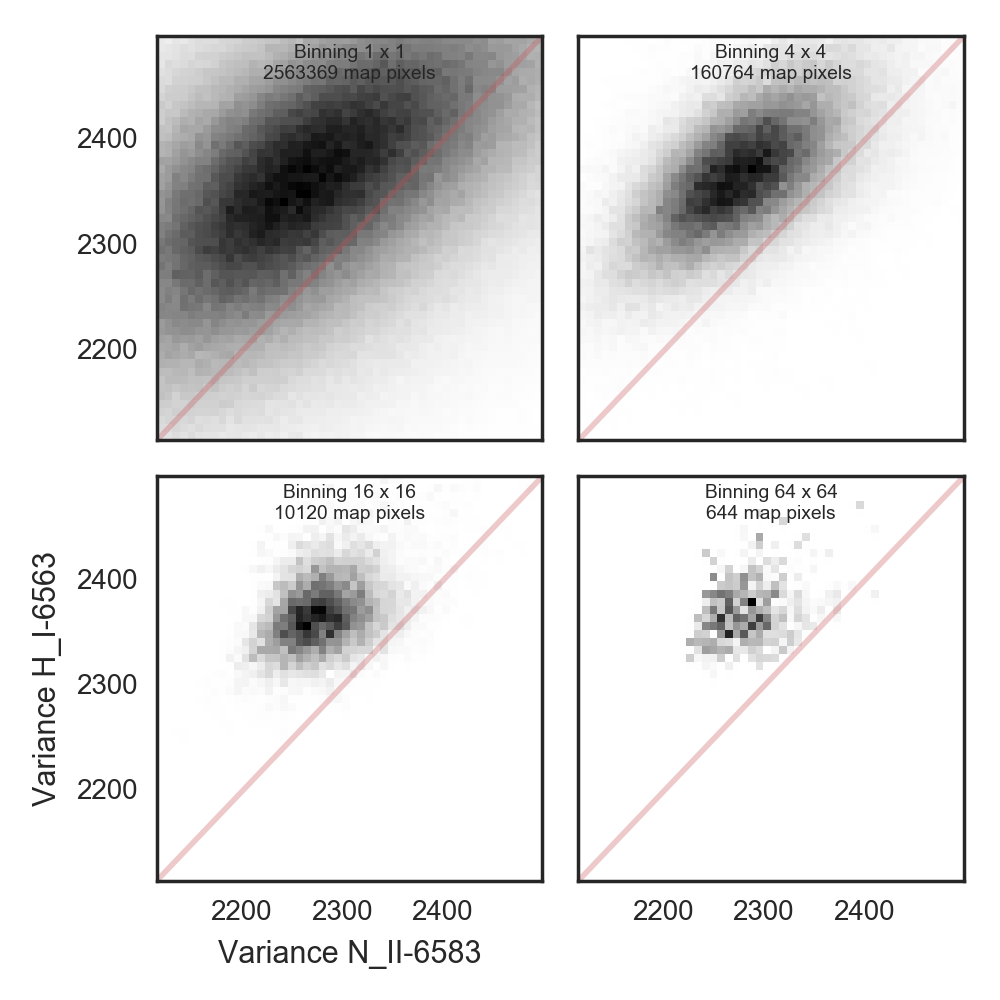 Binning 1 x 1
2563369 map pixels
Binning 4 x 4
160764 map pixels
2400
2300
2200
Binning 16 x 16
10120 map pixels
Binning 64 x 64
644 map pixels
2400
2300
2200
Variance H_I-6563
2200 2300 2400
2200 2300 2400
Variance N_II-6583